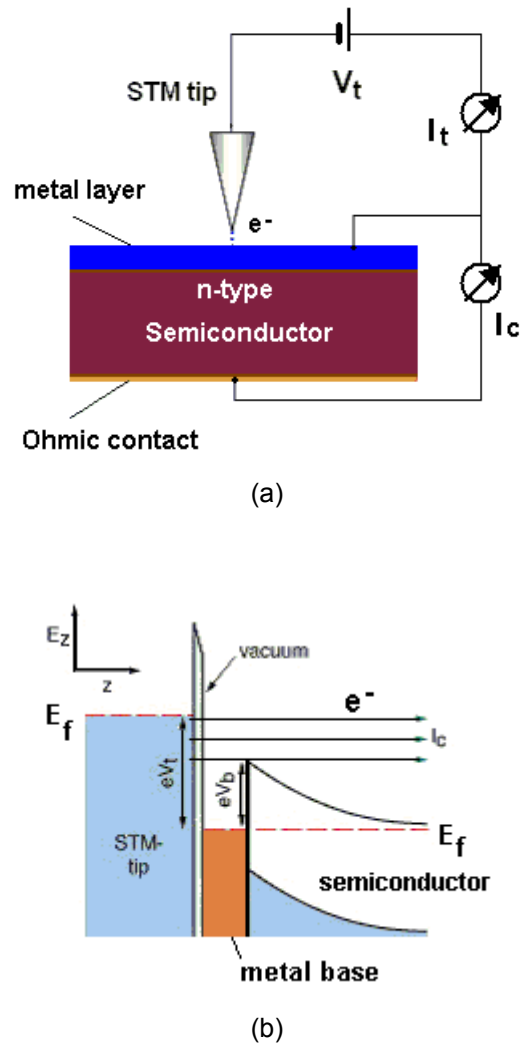 STM tip
Vt
It
metal layer
e-
n-type
Semiconductor
Ic
Ohmic contact
(a)
Ez
z
vacuum
Ef
e-
Ic
eVt
eVb
Ef
STM-
tip
semiconductor
metal base
(b)